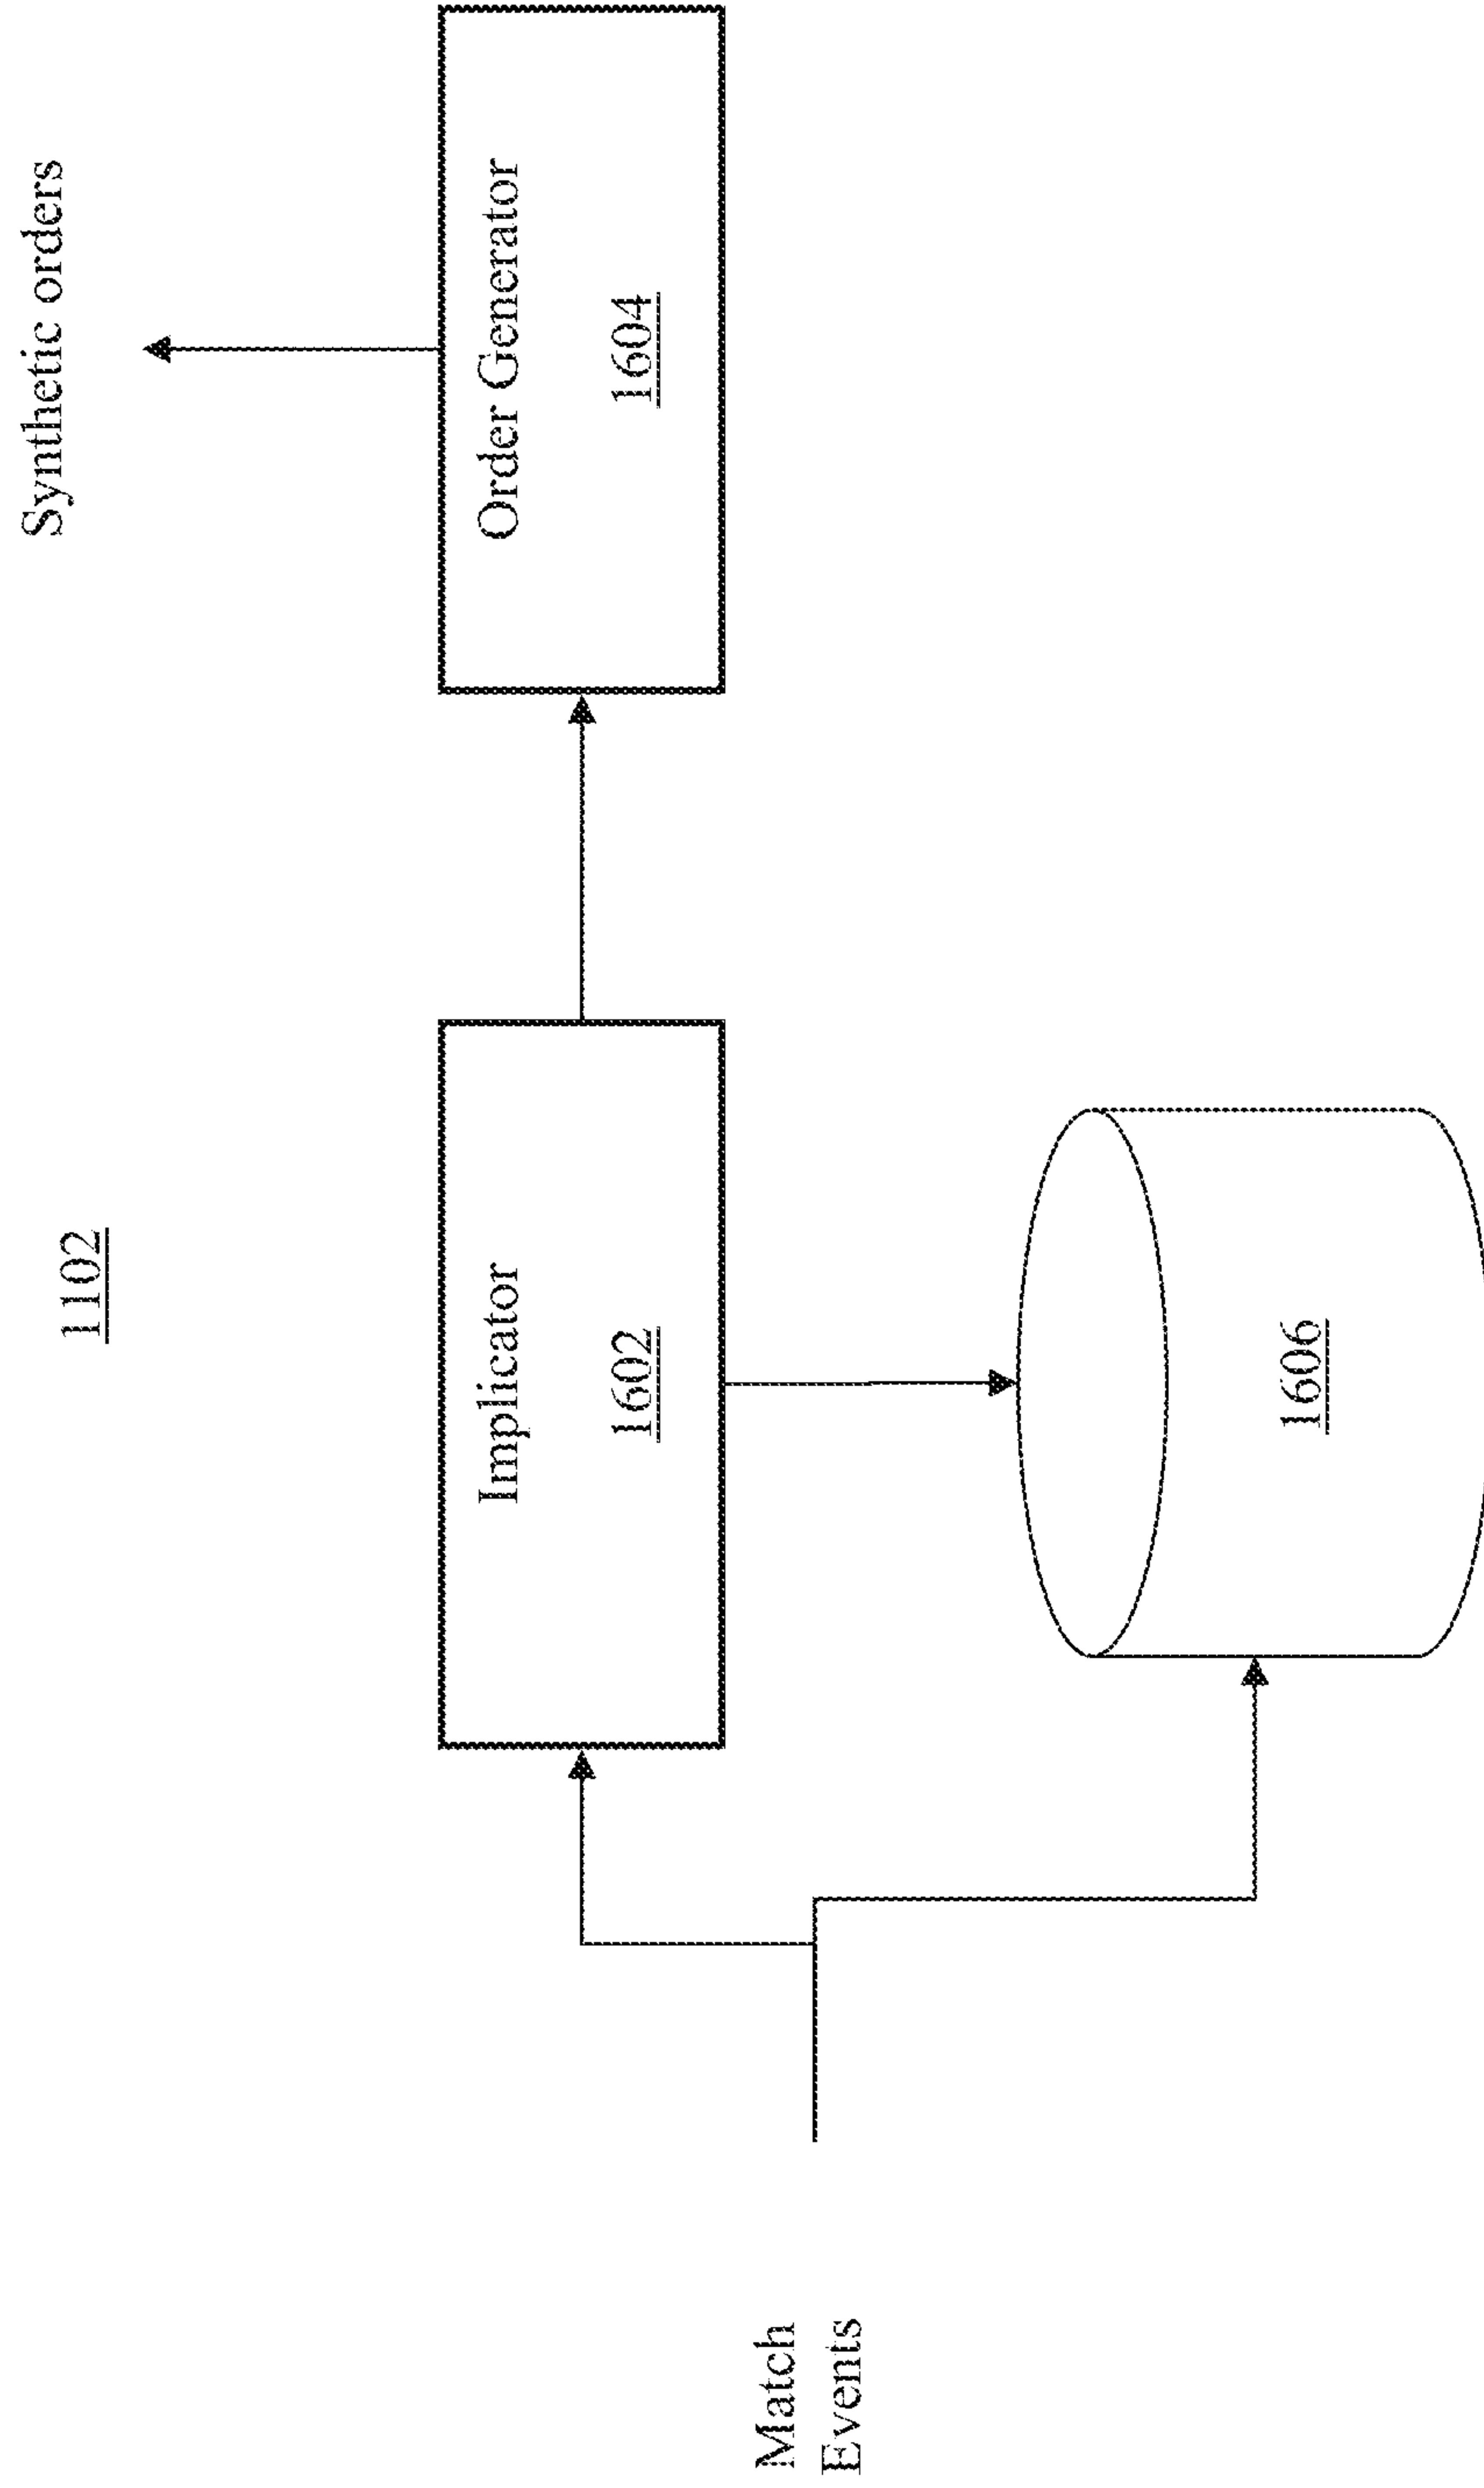 1102
Synthetic orders
Implicator
1602
Order Generator
1604
Match
Events
1606